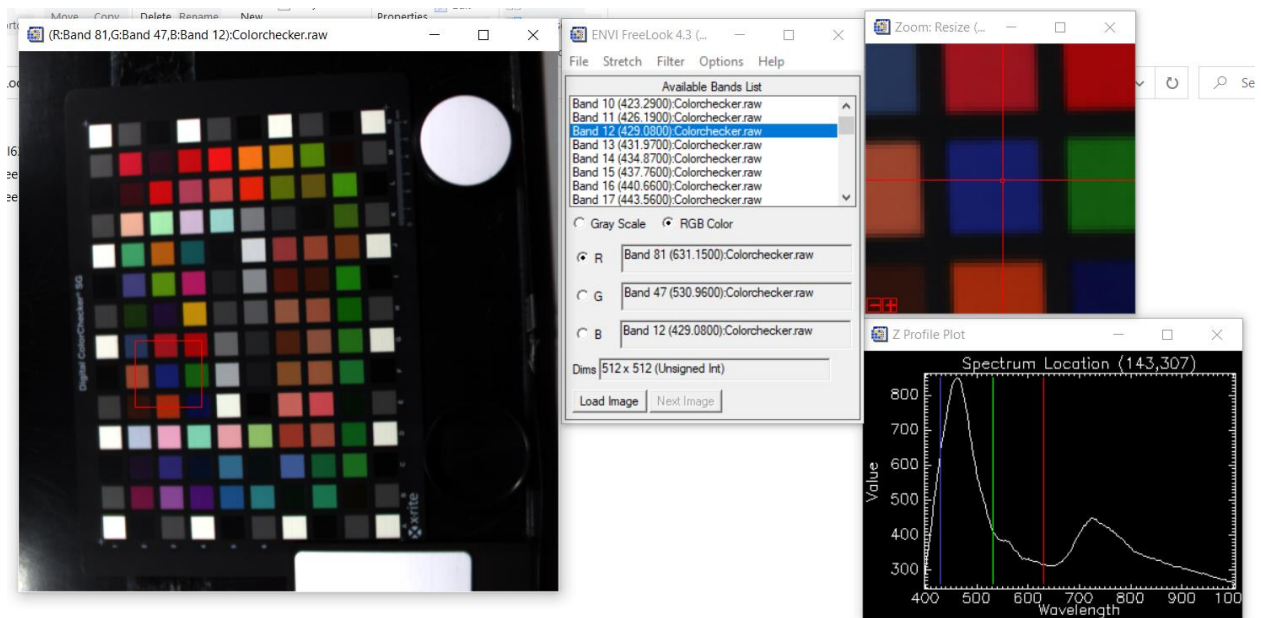 Move Copy Delete Rename New
Properties
(R:Band 81,G:Band 47,B:Band 12):Colorchecker.raw
Digital ColorChecker® SG
x-rite
ENVI FreeLook 4.3 (...
File Stretch Filter Options Help
Available Bands List
Band 10 (423.2900):Colorchecker.raw
Band 11 (426.1900):Colorchecker.raw
Band 12 (429.0800):Colorchecker.raw
Band 13 (431.9700):Colorchecker.raw
Band 14 (434.8700):Colorchecker.raw
Band 15 (437.7600):Colorchecker.raw
Band 16 (440.6600):Colorchecker.raw
Band 17 (443.5600):Colorchecker.raw
Gray Scale RGB Color
R Band 81 (631.1500):Colorchecker.raw
G Band 47 (530.9600):Colorchecker.raw
B Band 12 (429.0800):Colorchecker.raw
Dims 512 x 512 (Unsigned Int)
Load Image Next Image
Zoom: Resize (...
Se
Z Profile Plot
Spectrum Location (143,307)
800
700
600
500
400
300
Value
400 500 600 700 800 900 100
Wavelength